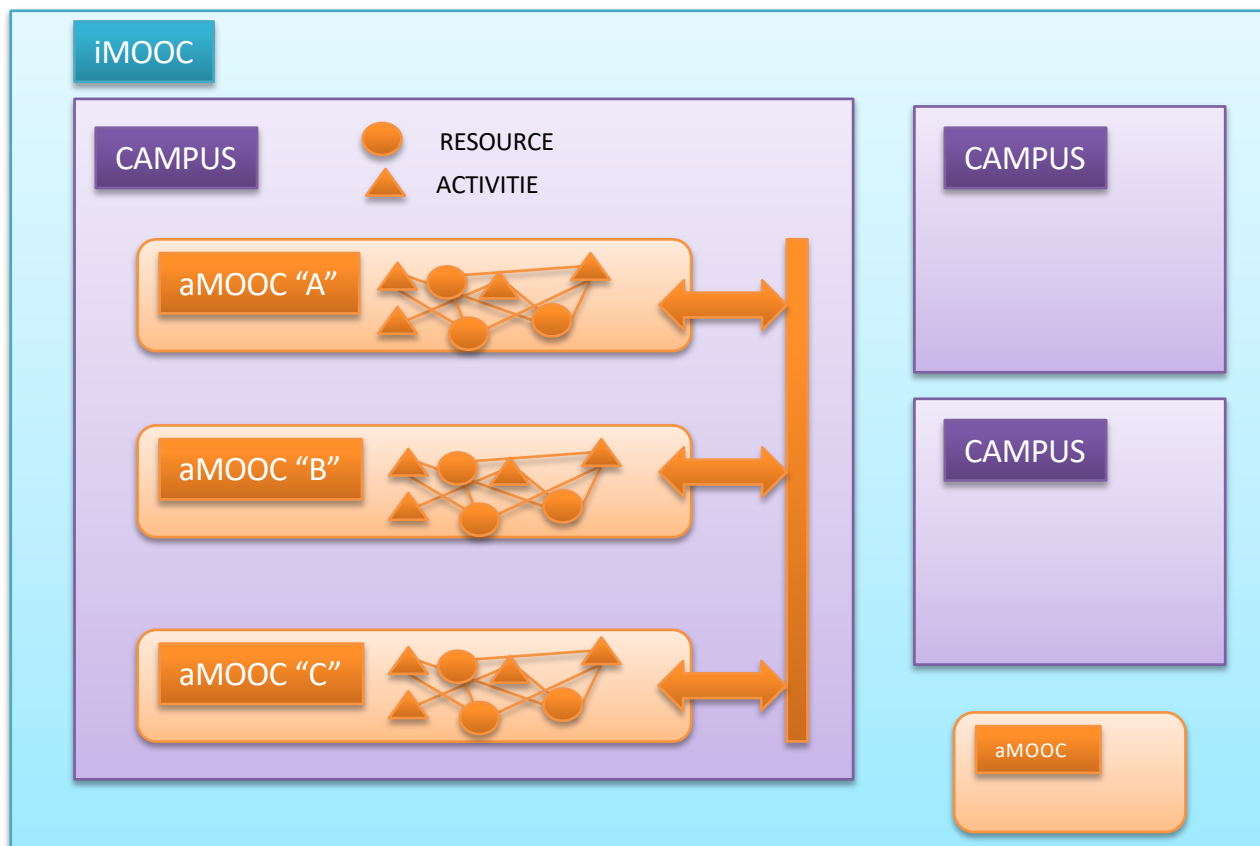 iMOOC
CAMPUS
RESOURCE
ACTIVITIE
aMOOC “A”
aMOOC “B”
aMOOC “C”
CAMPUS
CAMPUS
aMOOC